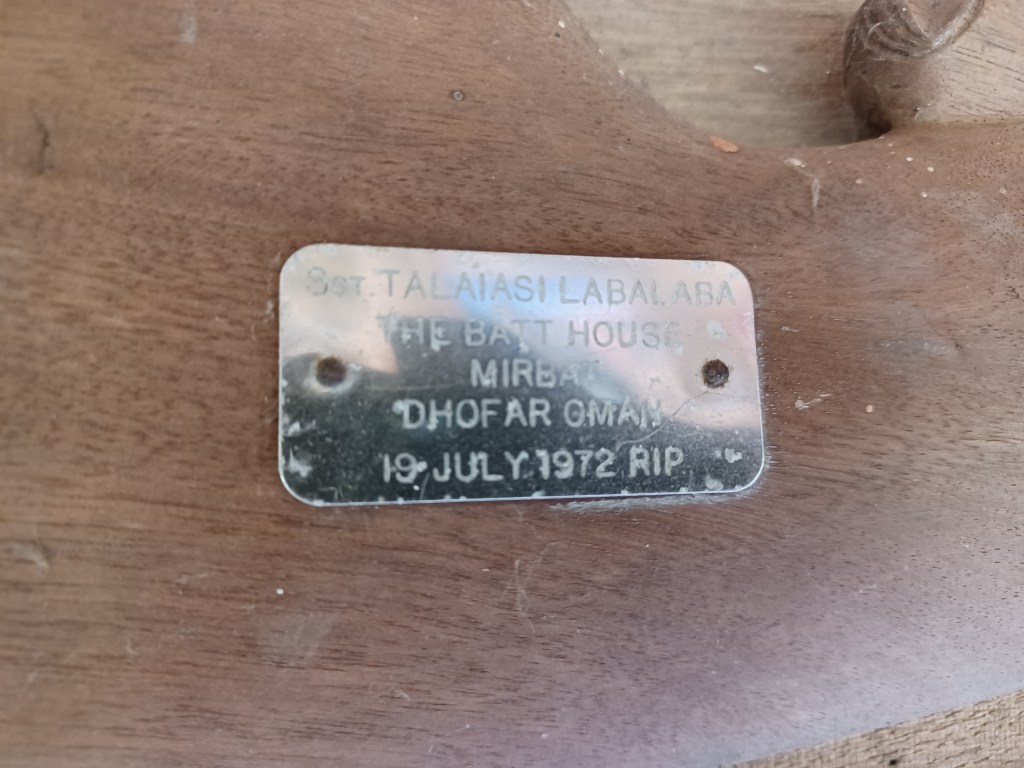 SGT. TALAIASI LABALABA
THE BATT HOUSE
MIRBAT
DHOFAR OMAN
19 JULY 1972 RIP